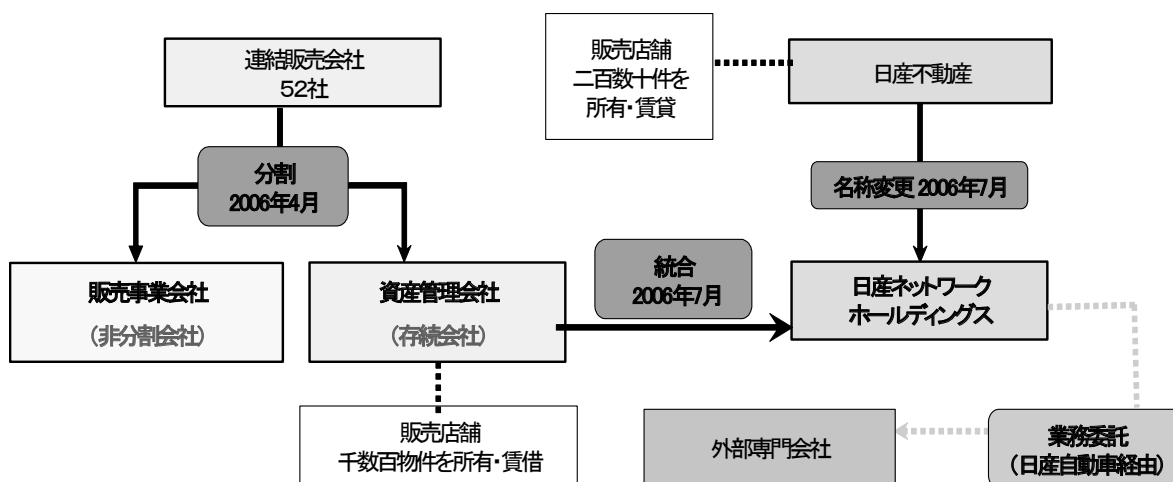 連結販売会社
52社
販売店舗
二百数十件を
所有・賃貸
日産不動産
分割
2006年4月
名称変更 2006年7月
販売事業会社
(非分割会社)
資産管理会社
(存続会社)
統合
2006年7月
日産ネットワーク
ホールディングス
販売店舗
千数百物件を所有・賃借
外部専門会社
業務委託
(日産自動車経由)